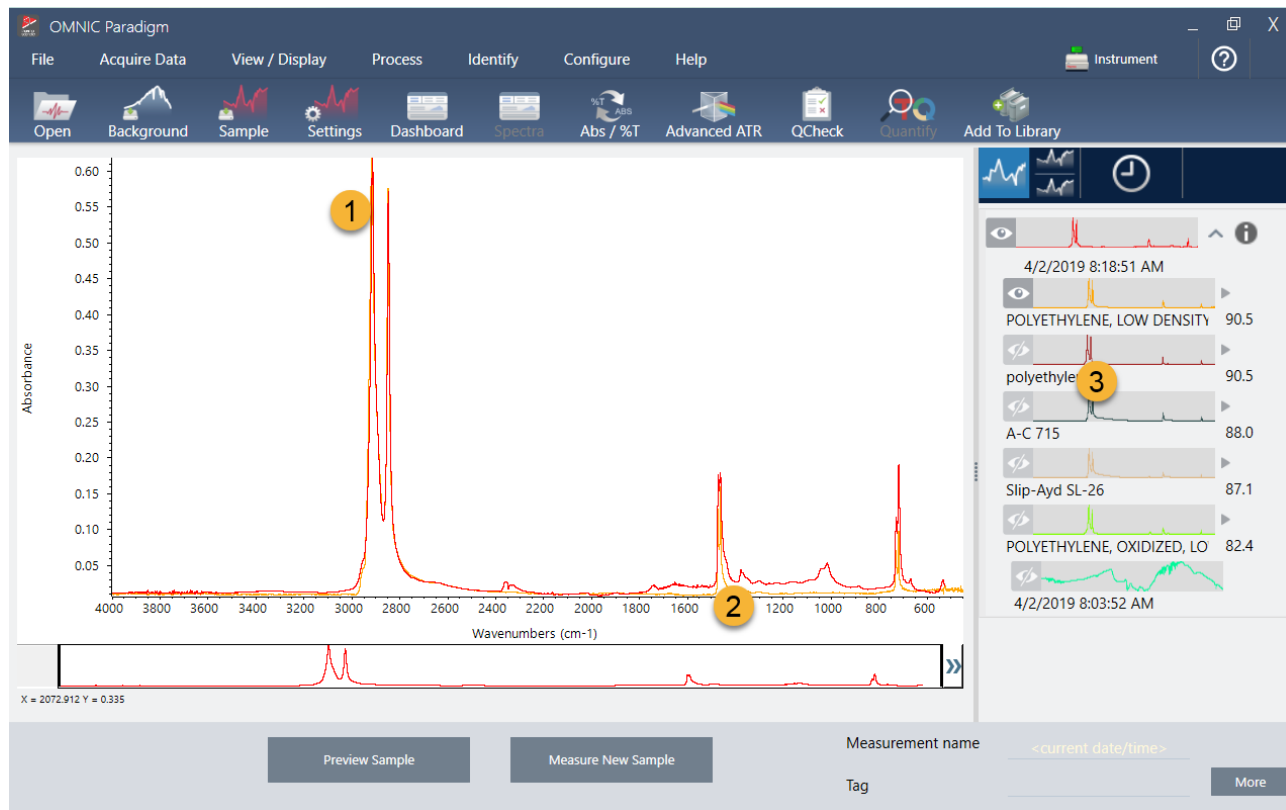 OMNIC Paradigm
File Acquire Data View / Display Process Identify Configure Help Instrument
Open Background Sample Settings Dashboard Spectra Abs / %T Advanced ATR QCheck Quantify Add To Library
%T ABS
0.60
0.55
0.50
0.45
0.40
0.35
0.30
0.25
0.20
0.15
0.10
0.05
Absorbance
1
2
4000 3800 3600 3400 3200 3000 2800 2600 2400 2200 2000 1800 1600 1400 1200 1000 800 600
Wavenumbers (cm-1)
X = 2072.912 Y = 0.335
4/2/2019 8:18:51 AM
POLYETHYLENE, LOW DENSITY 90.5
polyethyle 90.5
3
A-C 715 88.0
Slip-Ayd SL-26 87.1
POLYETHYLENE, OXIDIZED, LO 82.4
4/2/2019 8:03:52 AM
Preview Sample
Measure New Sample
Measurement name <current date/time>
Tag
More